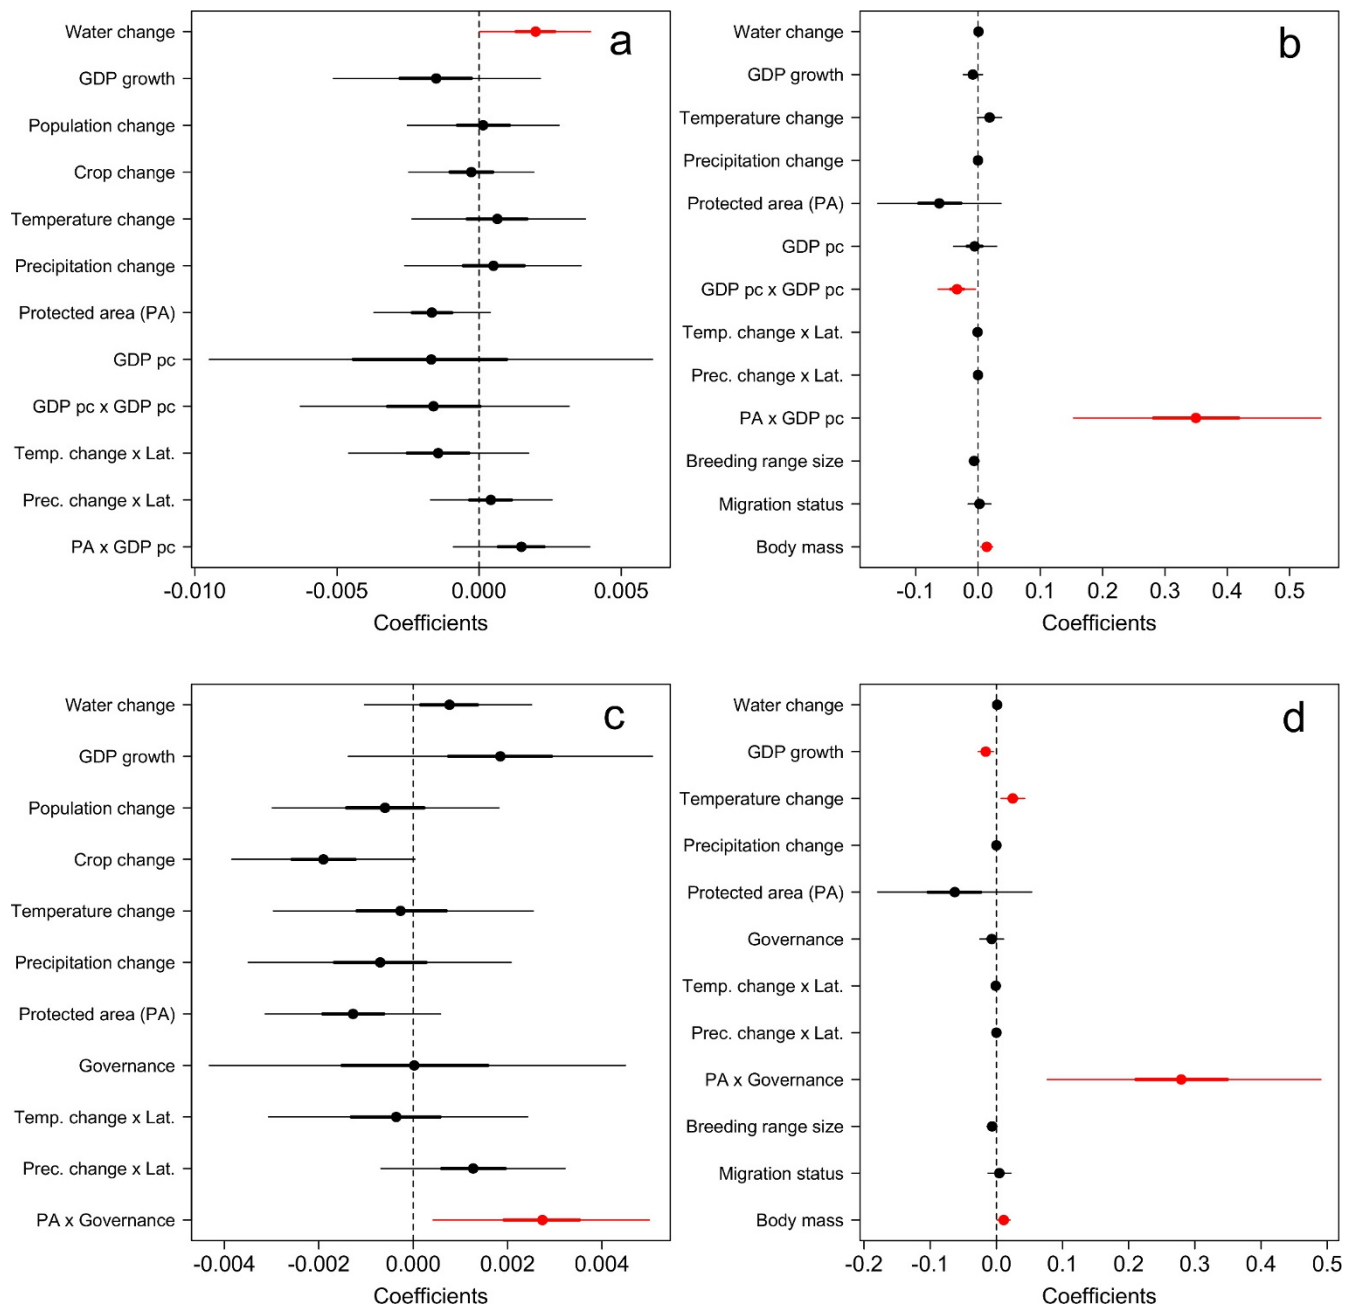 a
Water change
GDP growth
Population change
Crop change
Temperature change
Precipitation change
Protected area (PA)
GDP pc
GDP pc x GDP pc
Temp. change x Lat.
Prec. change x Lat.
PA x GDP pc
-0.010 -0.005 0.000 0.005
Coefficients
b
Water change
GDP growth
Temperature change
Precipitation change
Protected area (PA)
GDP pc
GDP pc x GDP pc
Temp. change x Lat.
Prec. change x Lat.
PA x GDP pc
Breeding range size
Migration status
Body mass
-0.1 0.0 0.1 0.2 0.3 0.4 0.5
Coefficients
c
Water change
GDP growth
Population change
Crop change
Temperature change
Precipitation change
Protected area (PA)
Governance
Temp. change x Lat.
Prec. change x Lat.
PA x Governance
-0.004 -0.002 0.000 0.002 0.004
Coefficients
d
Water change
GDP growth
Temperature change
Precipitation change
Protected area (PA)
Governance
Temp. change x Lat.
Prec. change x Lat.
PA x Governance
Breeding range size
Migration status
Body mass
-0.2 -0.1 0.0 0.1 0.2 0.3 0.4 0.5
Coefficients